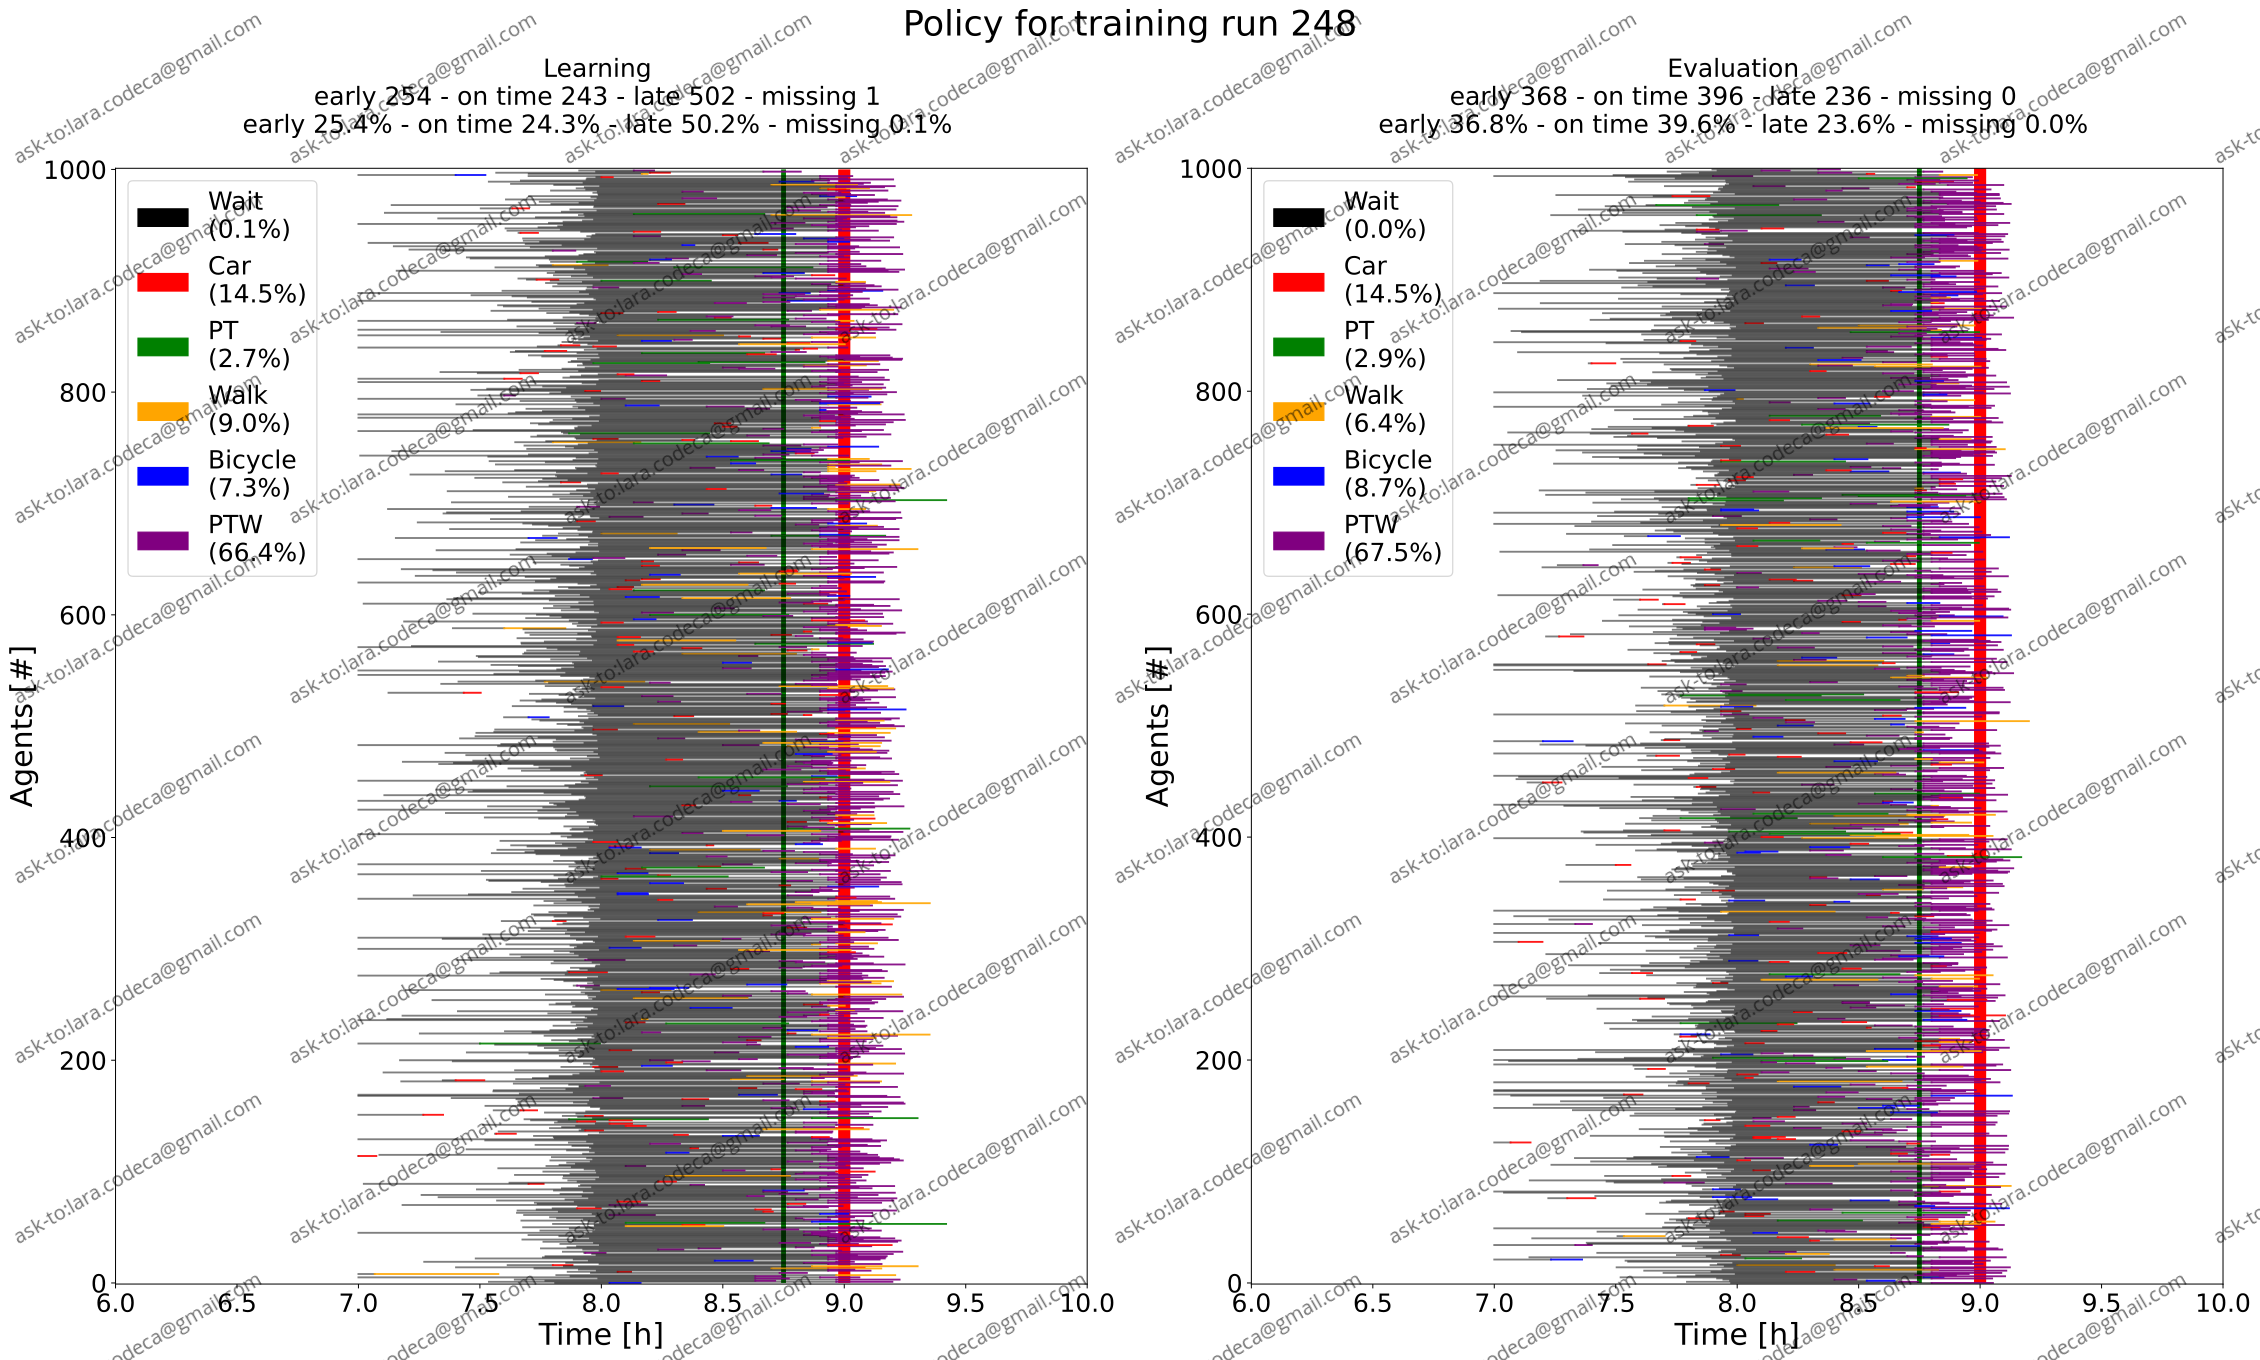 Policy for training run 248
Learning
early 254 - on time 243 - late 502 - missing 1
early 25.4% - on time 24.3% - late 50.2% - missing 0.1%
1000
800
600
400
200
0
Agents [#]
Wait
(0.1%)
Car
(14.5%)
PT
(2.7%)
Walk
(9.0%)
Bicycle
(7.3%)
PTW
(66.4%)
6.0 6.5 7.0 7.5 8.0 8.5 9.0 9.5 10.0
Time [h]
Evaluation
early 368 - on time 396 - late 236 - missing 0
early 36.8% - on time 39.6% - late 23.6% - missing 0.0%
1000
800
600
400
200
0
Agents [#]
Wait
(0.0%)
Car
(14.5%)
PT
(2.9%)
Walk
(6.4%)
Bicycle
(8.7%)
PTW
(67.5%)
6.0 6.5 7.0 7.5 8.0 8.5 9.0 9.5 10.0
Time [h]
ask-to:lara.codeca@gmail.com